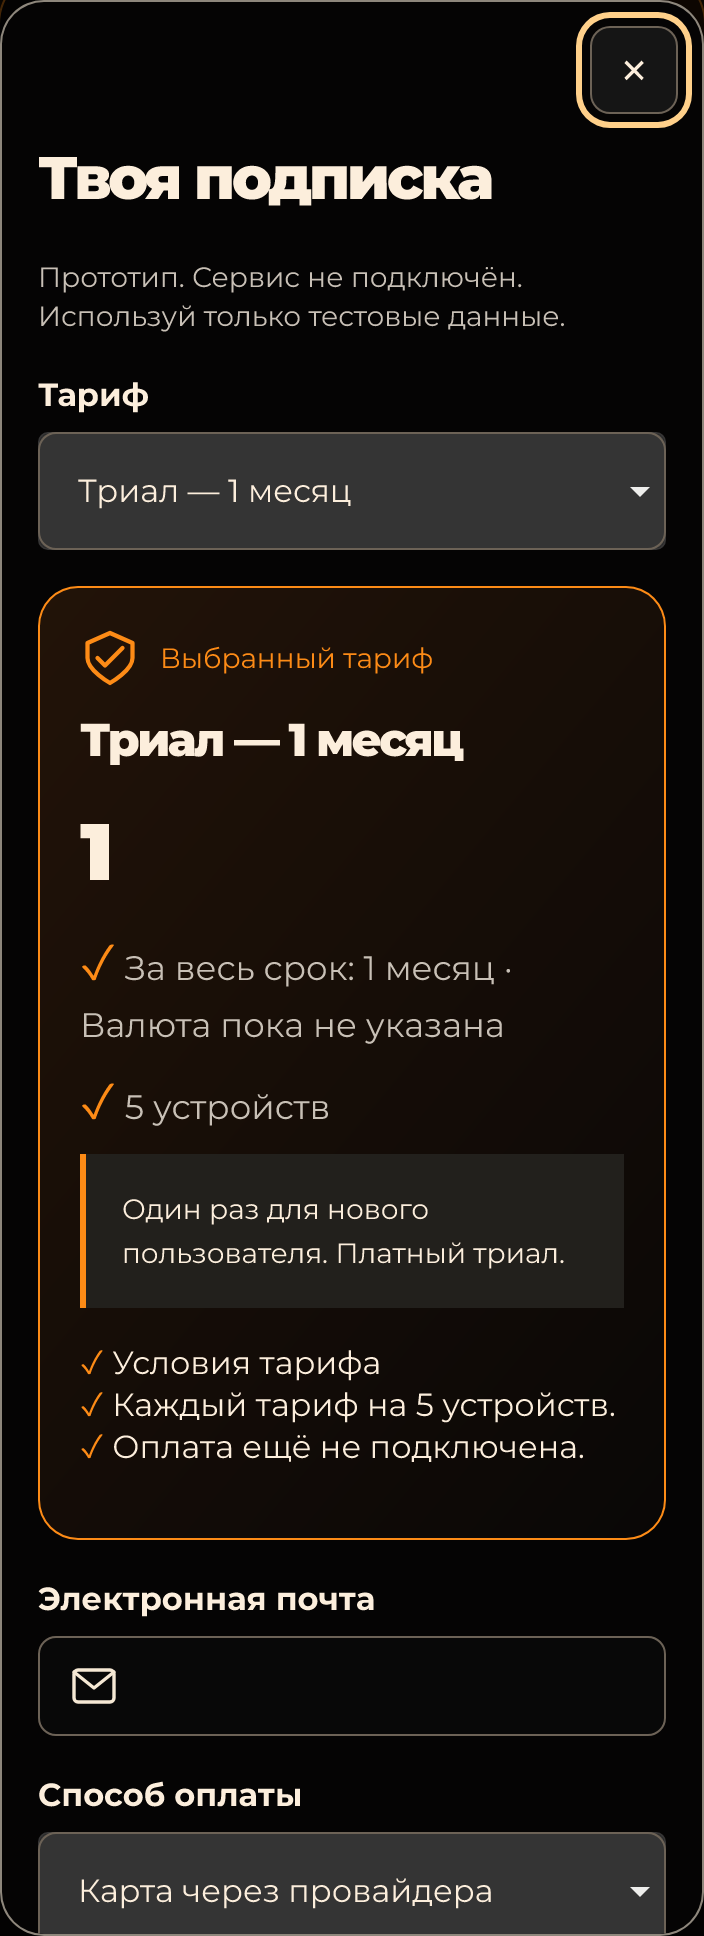 Твоя подписка
Прототип. Сервис не подключён.
Используй только тестовые данные.
Тариф
Триал — 1 месяц
Выбранный тариф
Триал — 1 месяц
1
✓ За весь срок: 1 месяц ·
Валюта пока не указана
✓ 5 устройств
Один раз для нового
пользователя. Платный триал.
✓ Условия тарифа
✓ Каждый тариф на 5 устройств.
✓ Оплата ещё не подключена.
Электронная почта
Способ оплаты
Карта через провайдера